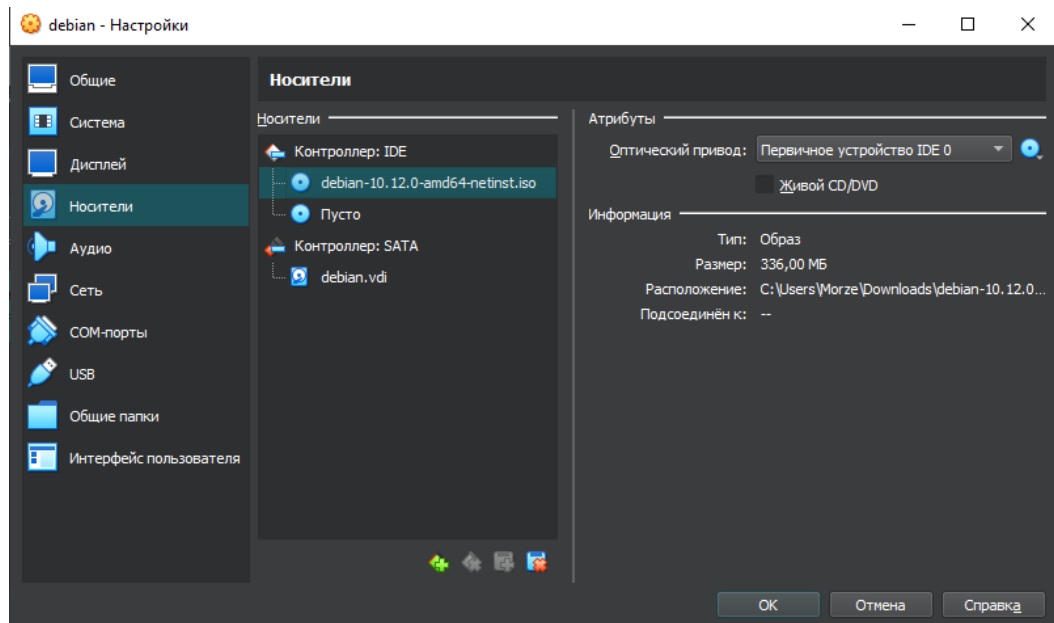 debian - Настройки
Общие
Система
Дисплей
Носители
Аудио
Сеть
COM-порты
USB
Общие папки
Интерфейс пользователя
Носители
Носители
Контроллер: IDE
debian-10.12.0-amd64-netinst.iso
Пусто
Контроллер: SATA
debian.vdi
Атрибуты
Оптический привод: Первичное устройство IDE 0
Живой CD/DVD
Информация
Тип: Образ
Размер: 336,00 МБ
Расположение: C:\Users\Morze\Downloads\debian-10.12.0...
Подсоединён к: --
OK Отмена Справка